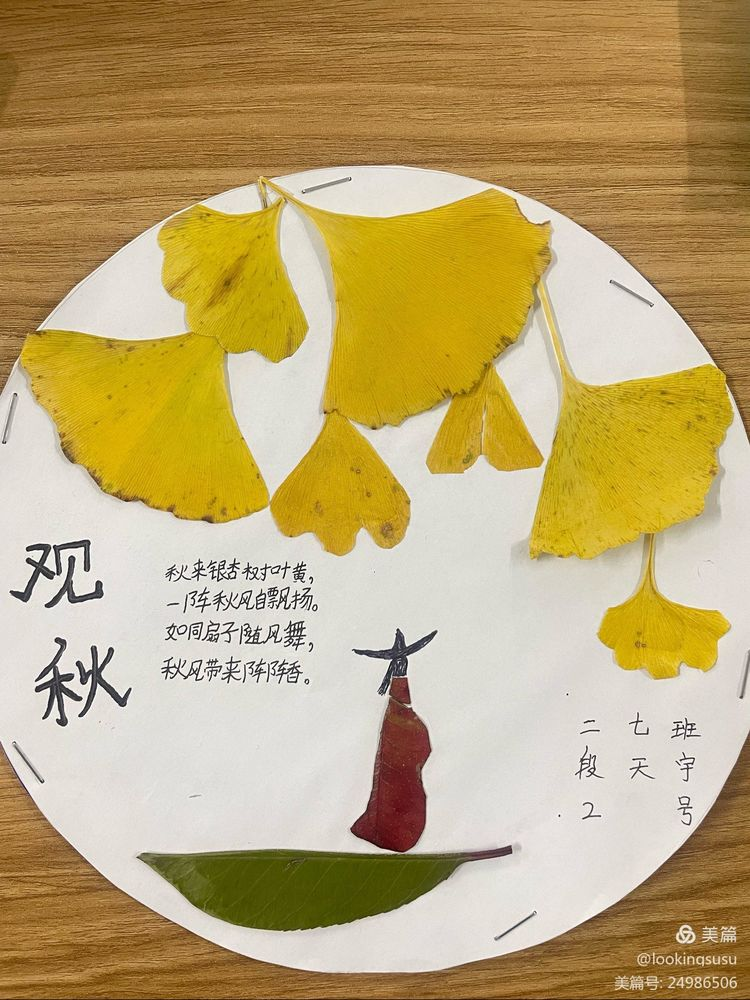 观秋
秋来银杏树叶黄，
一阵秋风自飘扬。
如同扇子随风舞，
秋风带来阵阵香。
二七班
段天宇
2号
美篇
@lookingsusu
美篇号: 24986506